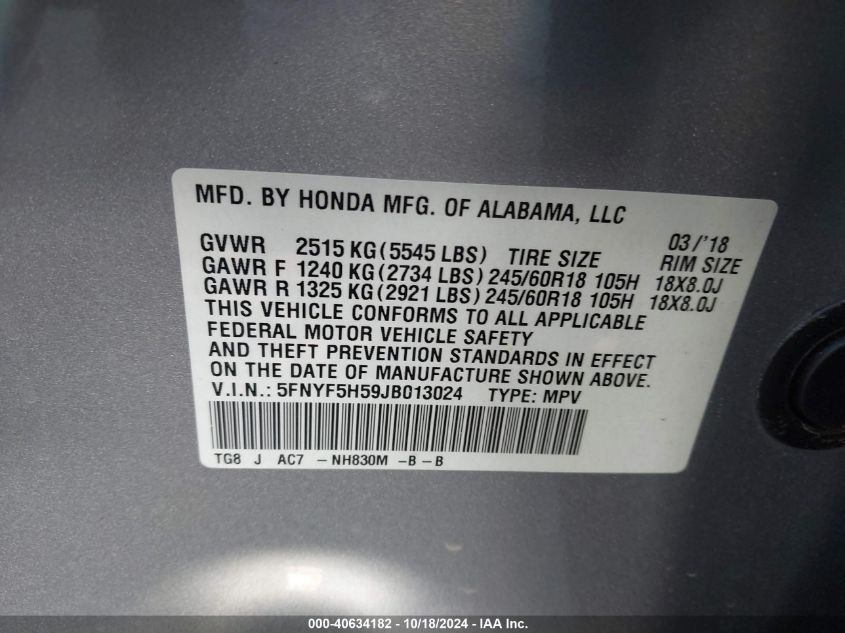 MFD. BY HONDA MFG. OF ALABAMA, LLC 03/'18
GVWR 2515 KG(5545 LBS) TIRE SIZE RIM SIZE
GAWR F 1240 KG(2734 LBS) 245/60R18 105H 18X8.0J
GAWR R 1325 KG(2921 LBS) 245/60R18 105H 18X8.0J
THIS VEHICLE CONFORMS TO ALL APPLICABLE
FEDERAL MOTOR VEHICLE SAFETY
AND THEFT PREVENTION STANDARDS IN EFFECT
ON THE DATE OF MANUFACTURE SHOWN ABOVE.
V.I.N.: 5FNYF5H59JB013024 TYPE: MPV
TG8 J AC7 -NH830M -B-B
000-40634182 - 10/18/2024 - IAA Inc.